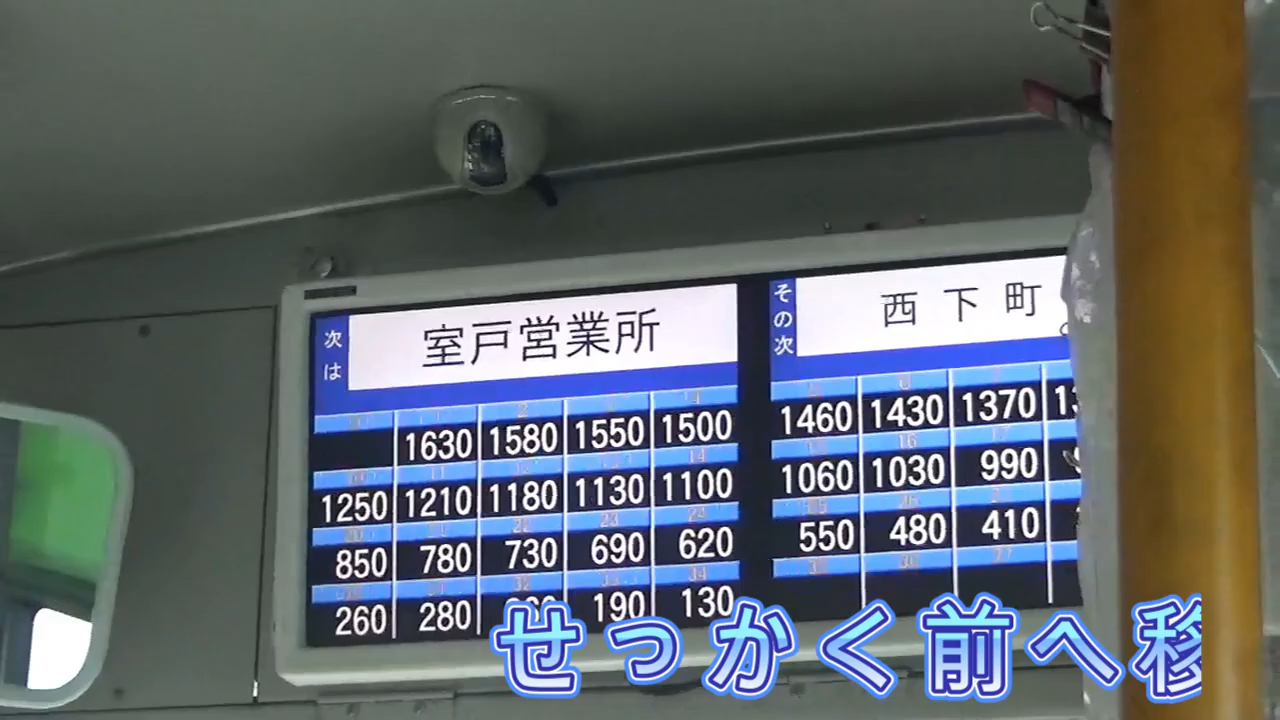 次は 室戸営業所
その次 西下町
1630 1580 1550 1500 1460 1430 1370
1250 1210 1180 1130 1100 1060 1030 990
850 780 730 690 620 550 480 410
260 280 190 130
せっかく前へ移